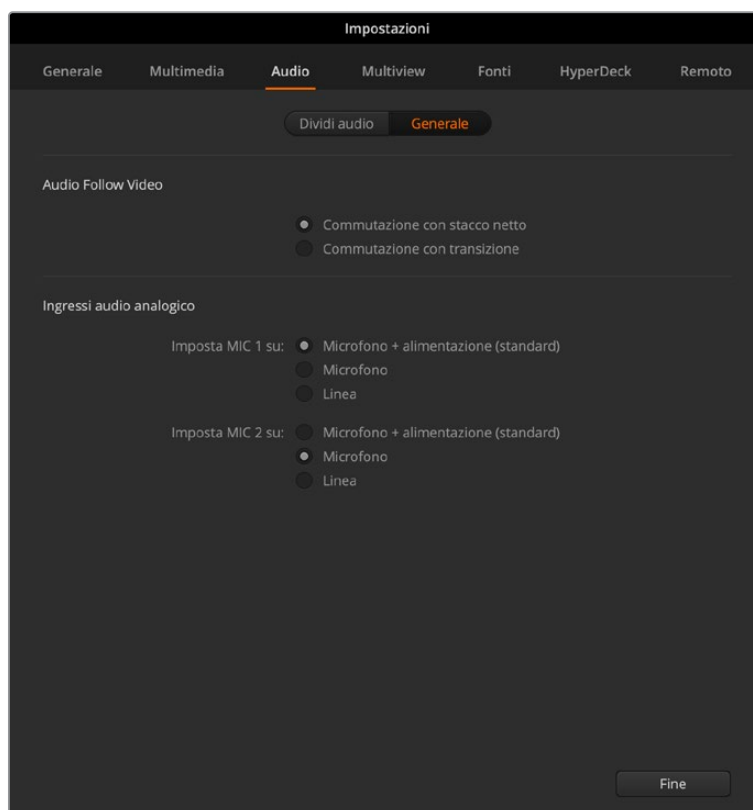 Impostazioni
Generale Multimedia Audio Multiview Fonti HyperDeck Remoto
Dividi audio Generale
Audio Follow Video
Commutazione con stacco netto
Commutazione con transizione
Ingressi audio analogico
Imposta MIC 1 su: Microfono + alimentazione (standard)
Microfono
Linea
Imposta MIC 2 su: Microfono + alimentazione (standard)
Microfono
Linea
Fine